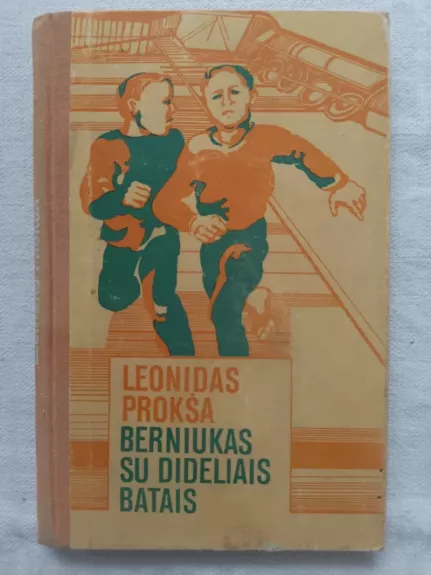 LEONIDAS
PROKŠA
BERNIUKAS
SU DIDELIAIS
BATAIS